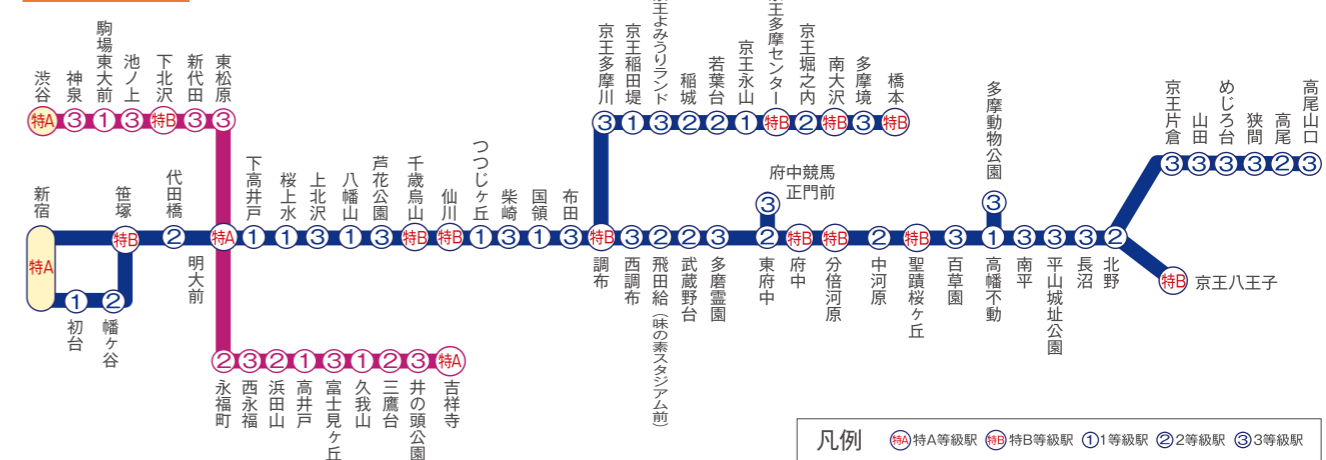 渋谷
神泉
駒場東大前
池ノ上
下北沢
新代田
東松原
特A
3
1
3
特B
3
3
京王多摩川
京王稲田堤
京王よみうりランド
稲城
若葉台
京王永山
京王多摩センター
京王堀之内
南大沢
多摩境
橋本
3
1
3
2
2
1
特B
2
特B
3
特B
京王片倉
山田
めじろ台
狭間
高尾
高尾山口
3
3
3
3
2
3
多摩動物公園
3
府中競馬
正門前
3
新宿
笹塚
代田橋
明大前
下高井戸
桜上水
上北沢
八幡山
芦花公園
千歳烏山
仙川
つつじヶ丘
柴崎
国領
布田
特A
特B
2
特A
1
1
3
1
3
特B
特B
1
3
1
3
特B
3
2
2
3
2
特B
特B
2
特B
3
1
3
3
3
2
調布
西調布
飛田給(味の素スタジアム前)
武蔵野台
多磨霊園
東府中
府中
分倍河原
中河原
聖蹟桜ヶ丘
百草園
高幡不動
南平
平山城址公園
長沼
北野
特B 京王八王子
1
2
初台
幡ヶ谷
2
3
2
1
3
1
2
3
特A
永福町
西永福
浜田山
高井戸
富士見ヶ丘
久我山
三鷹台
井の頭公園
吉祥寺
凡例 特A特A等級駅 特B特B等級駅 ①1等級駅 ②2等級駅 ③3等級駅